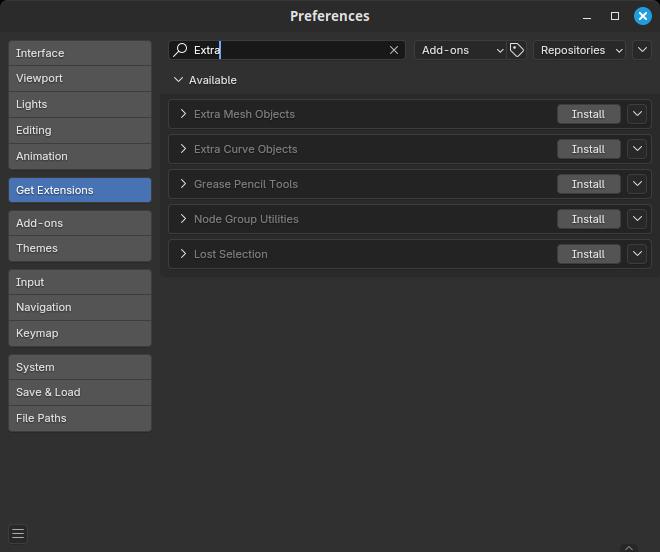 Preferences
Interface
Viewport
Lights
Editing
Animation
Get Extensions
Add-ons
Themes
Input
Navigation
Keymap
System
Save & Load
File Paths
Extra Add-ons Repositories
Available
Extra Mesh Objects Install
Extra Curve Objects Install
Grease Pencil Tools Install
Node Group Utilities Install
Lost Selection Install